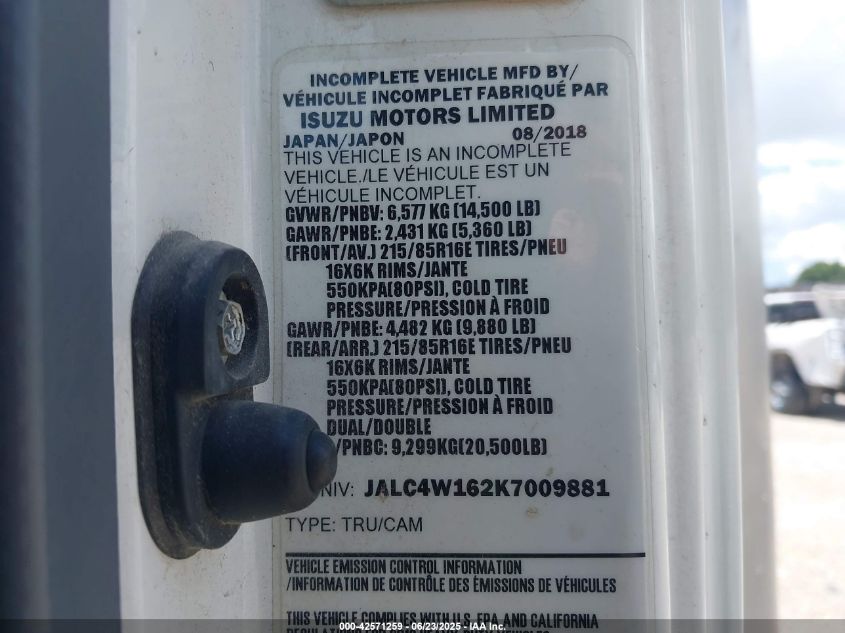 INCOMPLETE VEHICLE MFD BY/
VÉHICULE INCOMPLET FABRIQUÉ PAR
ISUZU MOTORS LIMITED
JAPAN/JAPON 08/2018
THIS VEHICLE IS AN INCOMPLETE
VEHICLE./LE VÉHICULE EST UN
VÉHICULE INCOMPLET.
GVWR/PNBV: 6,577 KG (14,500 LB)
GAWR/PNBE: 2,431 KG (5,360 LB)
(FRONT/AV.) 215/85R16E TIRES/PNEU
16X6K RIMS/JANTE
550KPA(80PSI), COLD TIRE
PRESSURE/PRESSION À FROID
GAWR/PNBE: 4,482 KG (9,880 LB)
(REAR/ARR.) 215/85R16E TIRES/PNEU
16X6K RIMS/JANTE
550KPA(80PSI), COLD TIRE
PRESSURE/PRESSION À FROID
DUAL/DOUBLE
/PNBC: 9,299KG(20,500LB)
NIV: JALC4W162K7009881
TYPE: TRU/CAM
VEHICLE EMISSION CONTROL INFORMATION
/INFORMATION DE CONTRÔLE DES ÉMISSIONS DE VÉHICULES
THIS VEHICLE COMPLIES WITH U.S. EPA AND CALIFORNIA
000-42571259 - 06/23/2025 - IAA Inc.